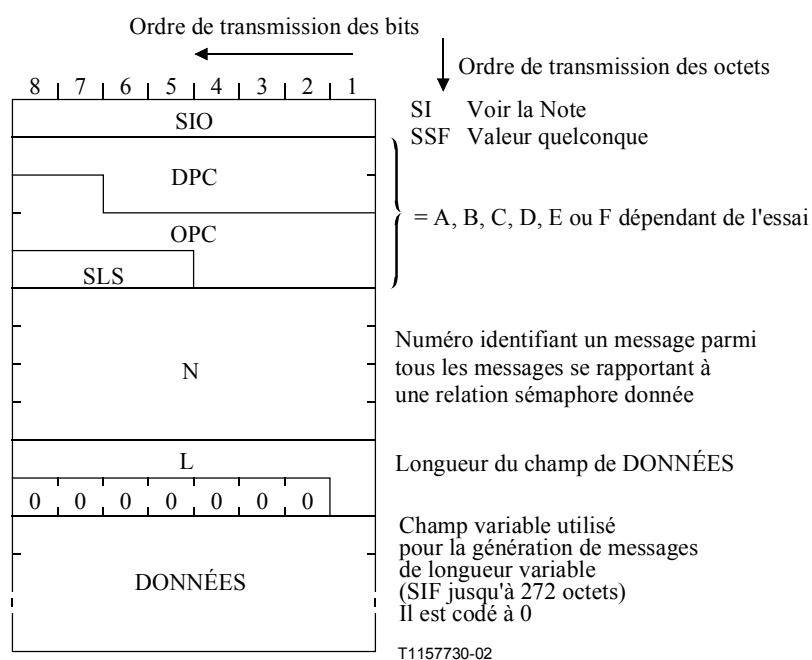 Ordre de transmission des bits
Ordre de transmission des octets
8 7 6 5 4 3 2 1
SIO
SI Voir la Note
SSF Valeur quelconque
DPC
OPC
SLS
= A, B, C, D, E ou F dépendant de l'essai
N
Numéro identifiant un message parmi
tous les messages se rapportant à
une relation sémaphore donnée
L
Longueur du champ de DONNÉES
0 0 0 0 0 0 0
DONNÉES
Champ variable utilisé
pour la génération de messages
de longueur variable
(SIF jusqu'à 272 octets)
Il est codé à 0
T1157730-02